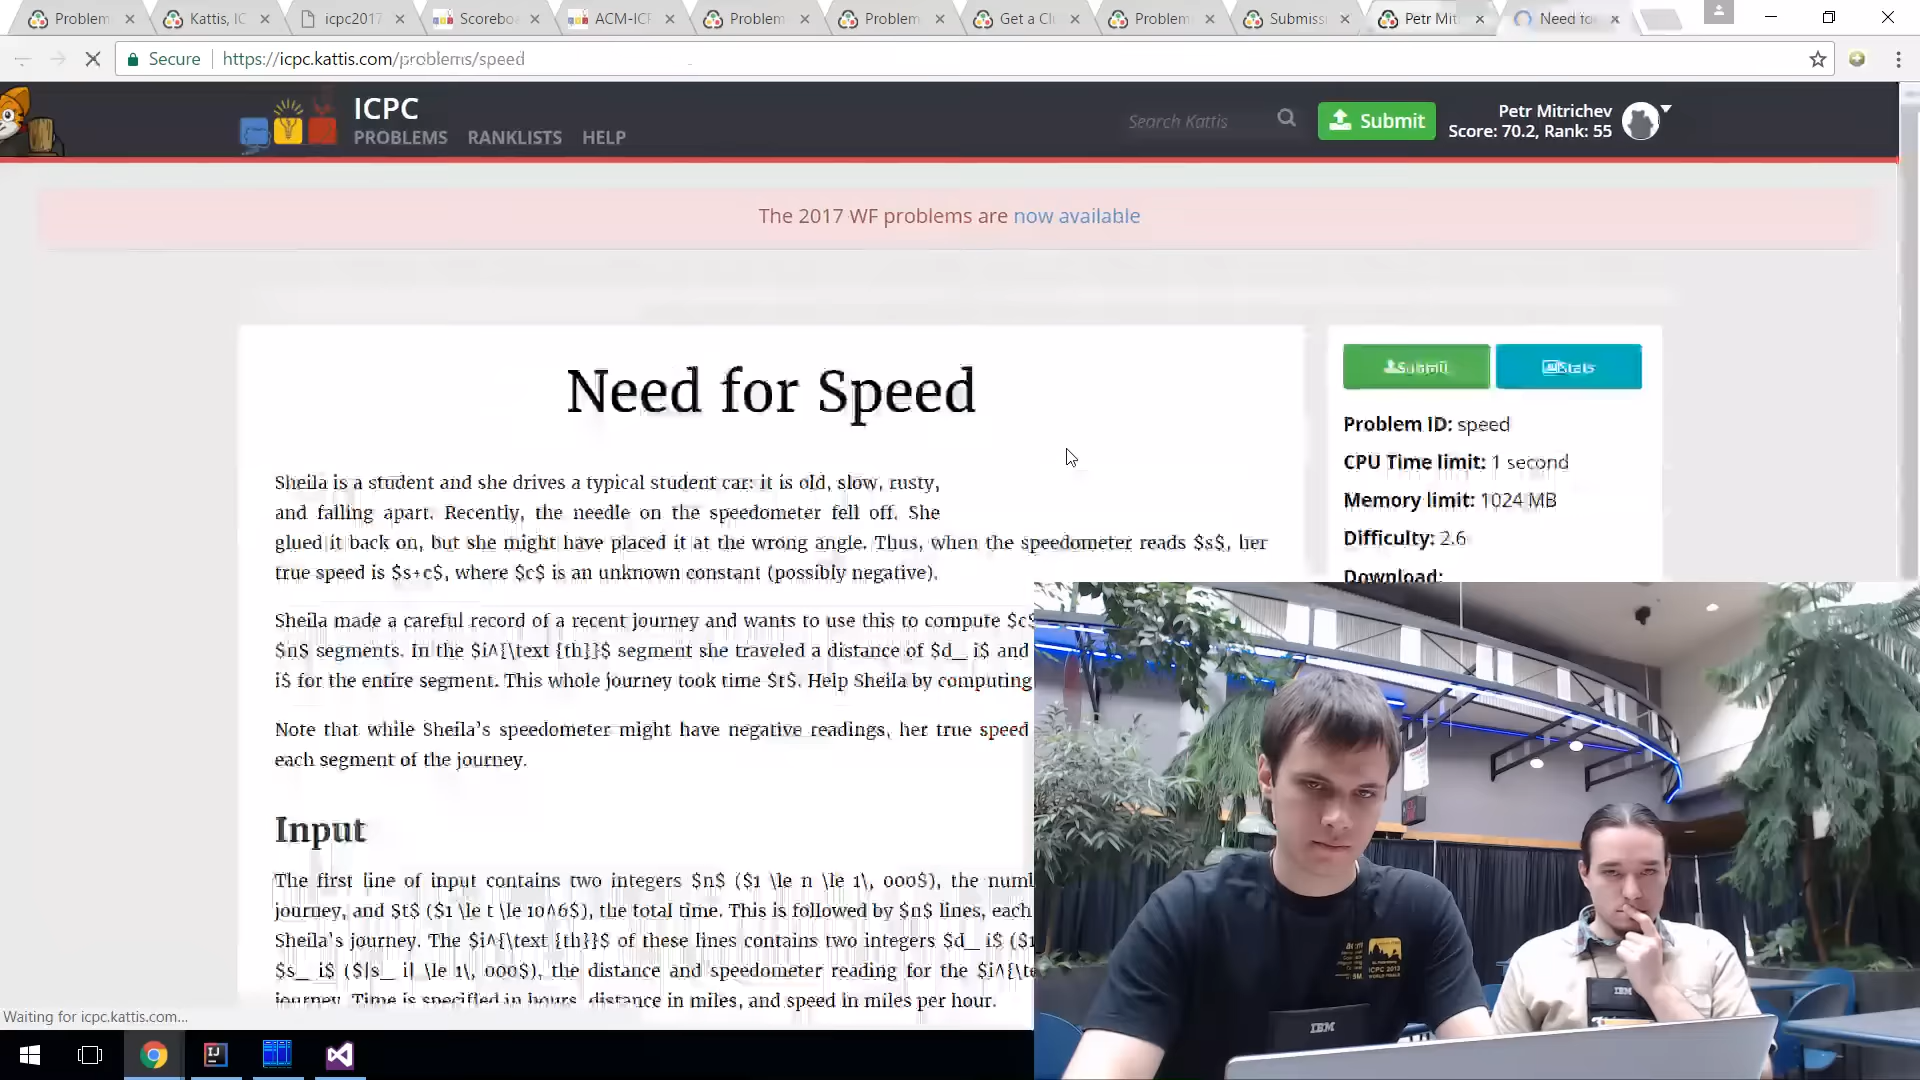 Problem
Kattis, IC
icpc2017
Scorebo
ACM-ICP
Problem
Problem
Get a Cl
Problem
Submiss
Petr Mit
Need fo
Secure
https://icpc.kattis.com/problems/speed
ICPC
PROBLEMS RANKLISTS HELP
Search Kattis
Submit
Petr Mitrichev
Score: 70.2, Rank: 55
The 2017 WF problems are now available
Need for Speed
Sheila is a student and she drives a typical student car: it is old, slow, rusty,
and falling apart. Recently, the needle on the speedometer fell off. She
glued it back on, but she might have placed it at the wrong angle. Thus, when the speedometer reads $s$, her
true speed is $s+c$, where $c$ is an unknown constant (possibly negative).
Sheila made a careful record of a recent journey and wants to use this to compute $c$
$n$ segments. In the $i^{\text {th}}$ segment she traveled a distance of $d_ i$ and
i$ for the entire segment. This whole journey took time $t$. Help Sheila by computing
Note that while Sheila's speedometer might have negative readings, her true speed
each segment of the journey.
Input
The first line of input contains two integers $n$ ($1 \le n \le 1\, 000$), the num
journey, and $t$ ($1 \le t \le 10^6$), the total time. This is followed by $n$ lines, each
Sheila's journey. The $i^{\text {th}}$ of these lines contains two integers $d_ i$ ($1
$s_ i$ ($|s_ i| \le 1\, 000$), the distance and speedometer reading for the $i^{\te
journey. Time is specified in hours, distance in miles, and speed in miles per hour.
Submit
Stats
Problem ID: speed
CPU Time limit: 1 second
Memory limit: 1024 MB
Difficulty: 2.6
Download:
Waiting for icpc.kattis.com...
ICPC 2013
WORLD FINALS
IBM
IBM